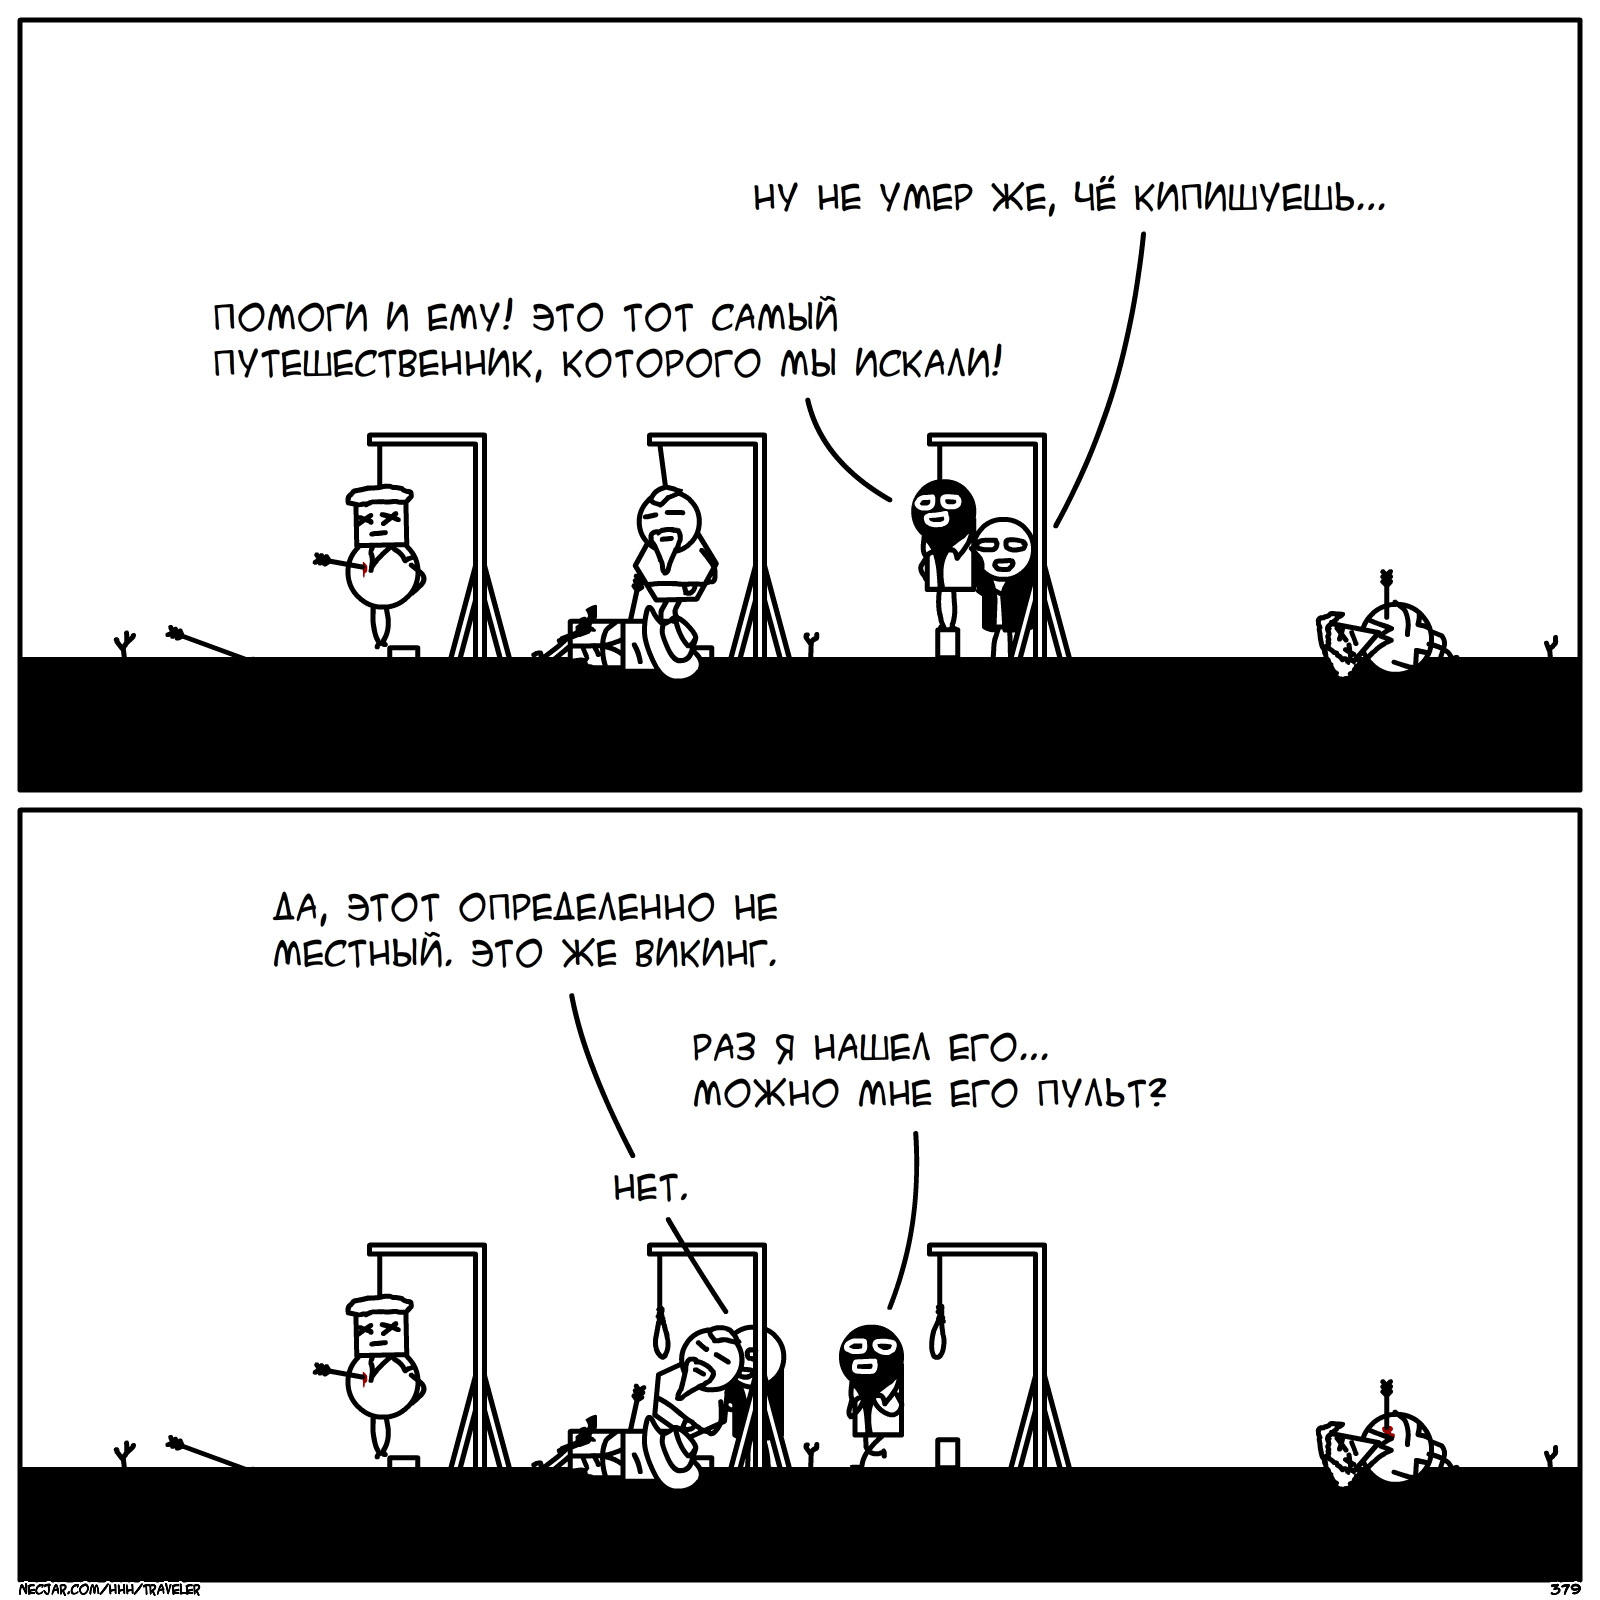 НУ НЕ УМЕР ЖЕ, ЧЁ КИПИШУЕШЬ...
ПОМОГИ И ЕМУ! ЭТО ТОТ САМЫЙ
ПУТЕШЕСТВЕННИК, КОТОРОГО МЫ ИСКАЛИ!
ДА, ЭТОТ ОПРЕДЕЛЕННО НЕ
МЕСТНЫЙ. ЭТО ЖЕ ВИКИНГ.
РАЗ Я НАШЕЛ ЕГО...
МОЖНО МНЕ ЕГО ПУЛЬТ?
НЕТ.
NECJAR.COM/HHH/TRAVELER
379